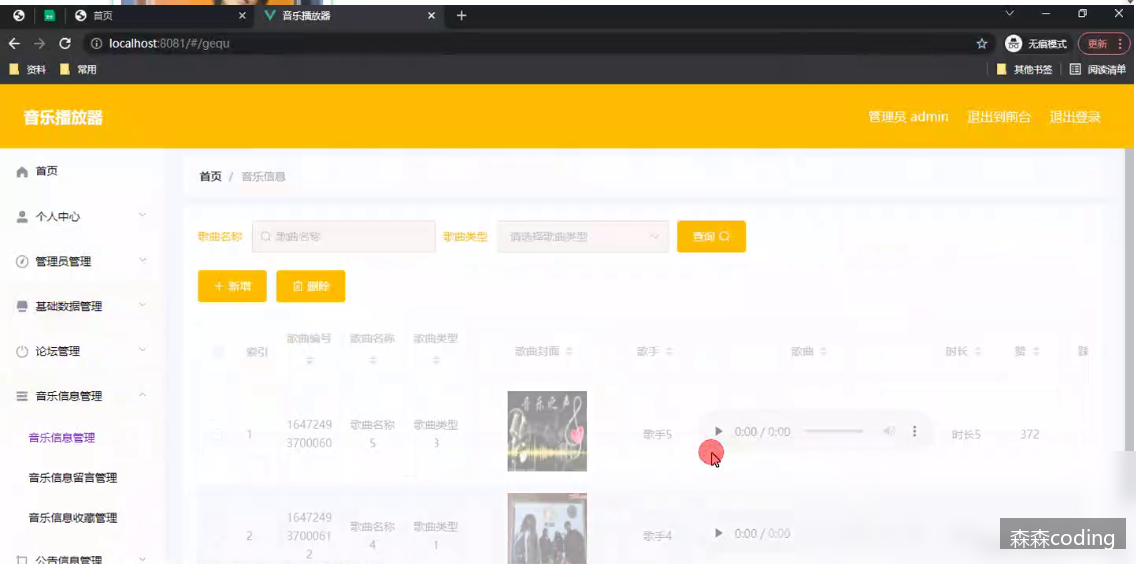 首页
音乐播放器
localhost:8081/#/gequ
无痕模式
更新
资料
常用
其他书签
阅读清单
音乐播放器
管理员 admin
退出到前台
退出登录
首页
个人中心
管理员管理
基础数据管理
论坛管理
音乐信息管理
音乐信息管理
音乐信息留言管理
音乐信息收藏管理
公告信息管理
首页 / 音乐信息
歌曲名称 歌曲名称 歌曲类型 请选择歌曲类型 查询
+ 新增 删除
索引 歌曲编号 歌曲名称 歌曲类型 歌曲封面 歌手 歌曲 时长 赞 踩
1 1647249 歌曲名称 歌曲类型 音乐之声 歌手5 0:00 / 0:00 时长5 372
3700060 5 3
2 1647249 歌曲名称 歌曲类型 歌手4 0:00 / 0:00
3700061 4 1
2
森森coding